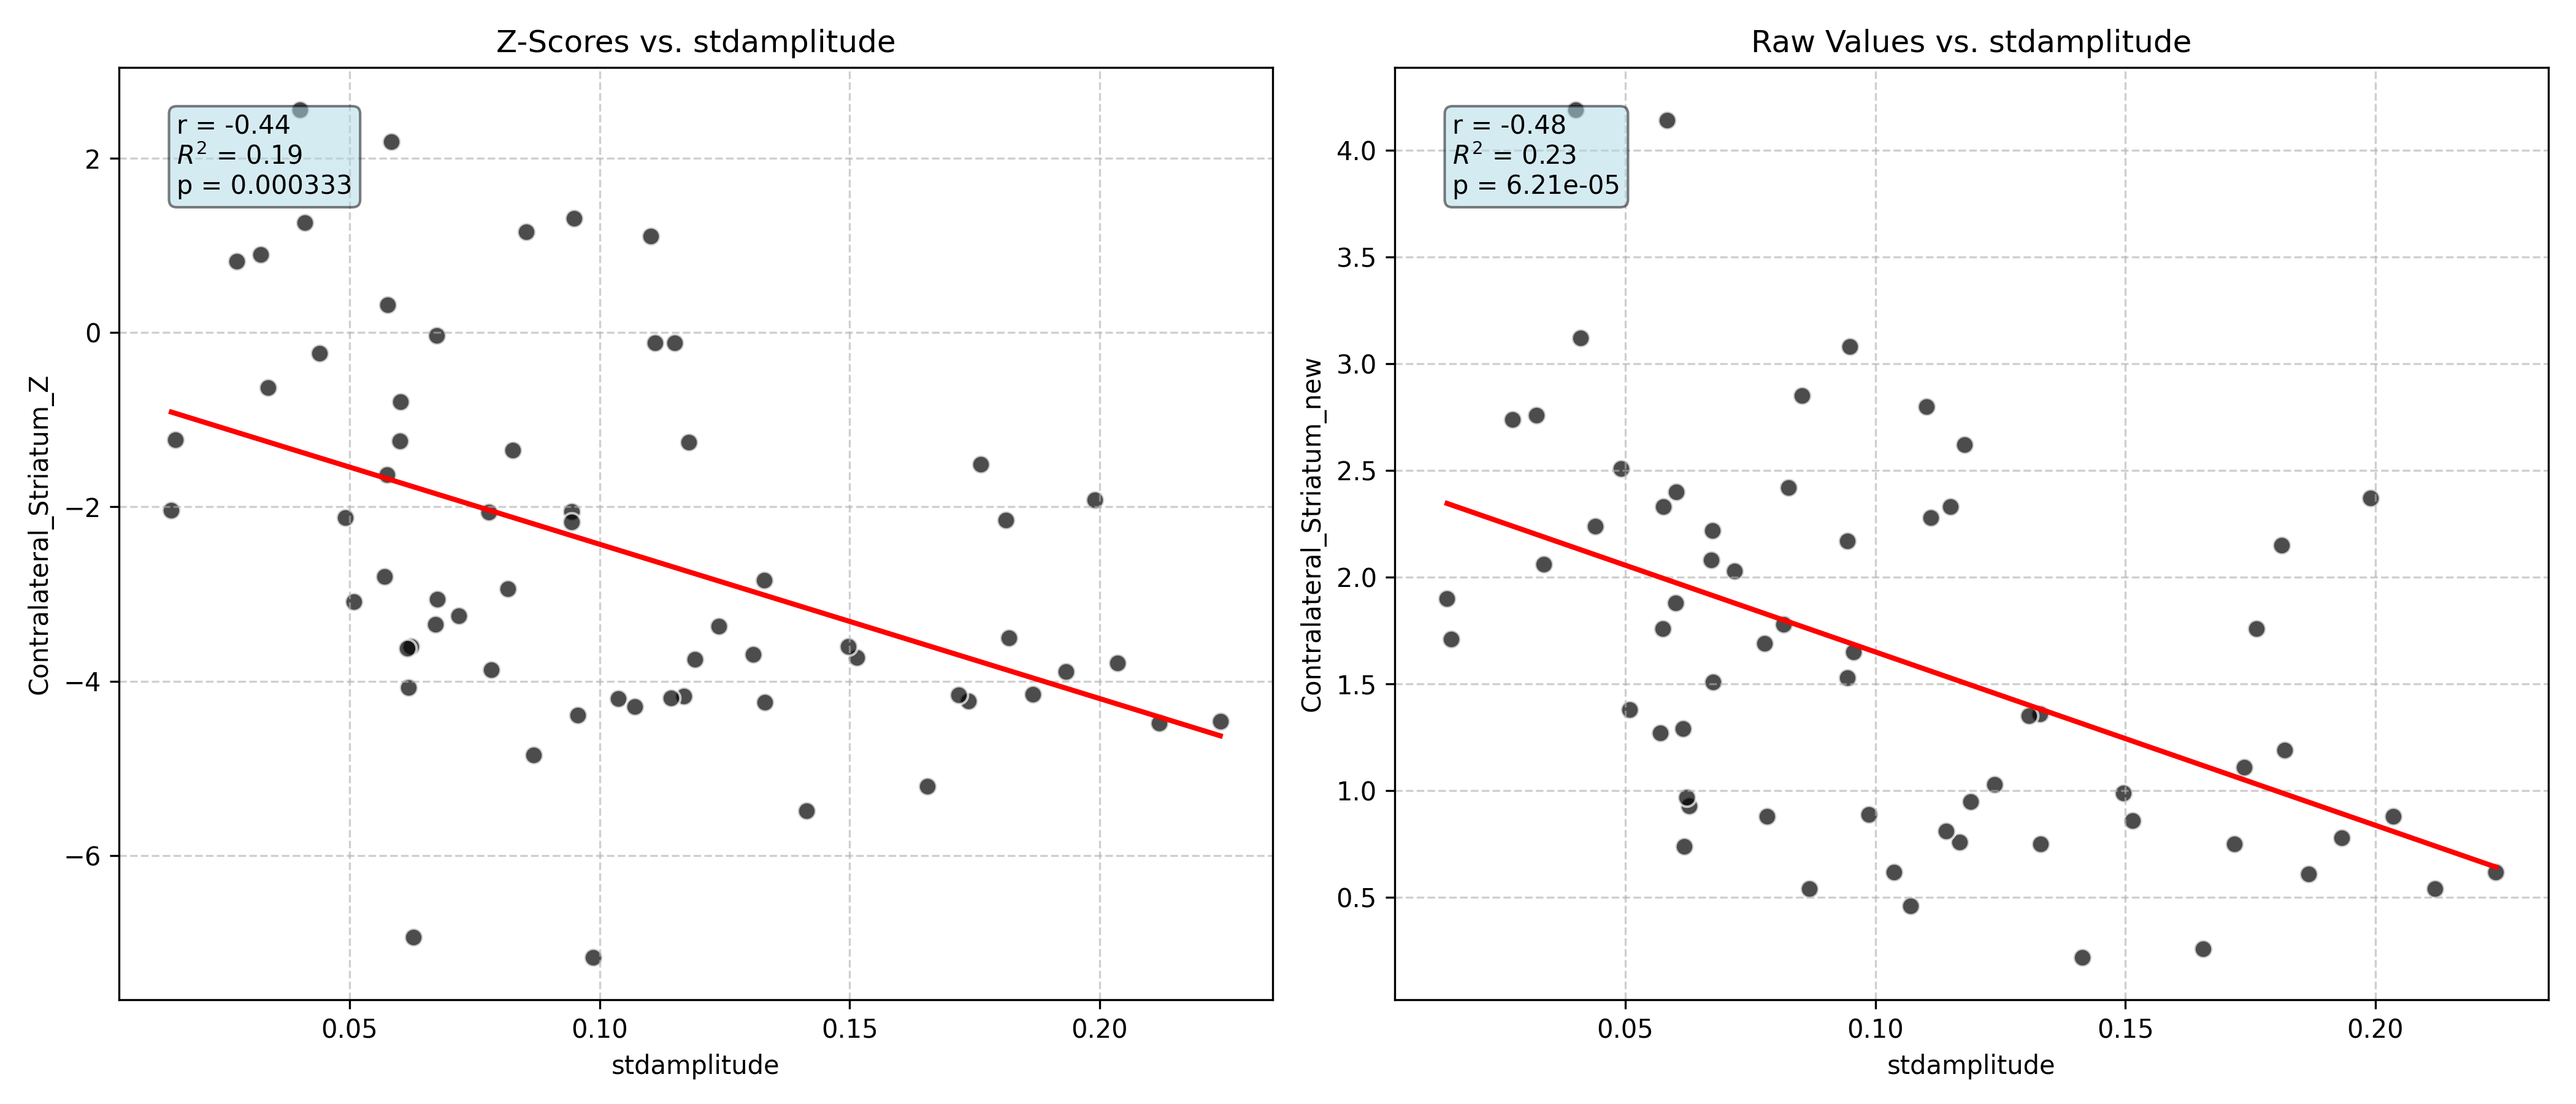 Z-Scores vs. stdamplitude
r = -0.44
R² = 0.19
p = 0.000333
2
0
−2
−4
−6
Contralateral_Striatum_Z
0.05 0.10 0.15 0.20
stdamplitude
Raw Values vs. stdamplitude
r = -0.48
R² = 0.23
p = 6.21e-05
4.0
3.5
3.0
2.5
2.0
1.5
1.0
0.5
Contralateral_Striatum_new
0.05 0.10 0.15 0.20
stdamplitude